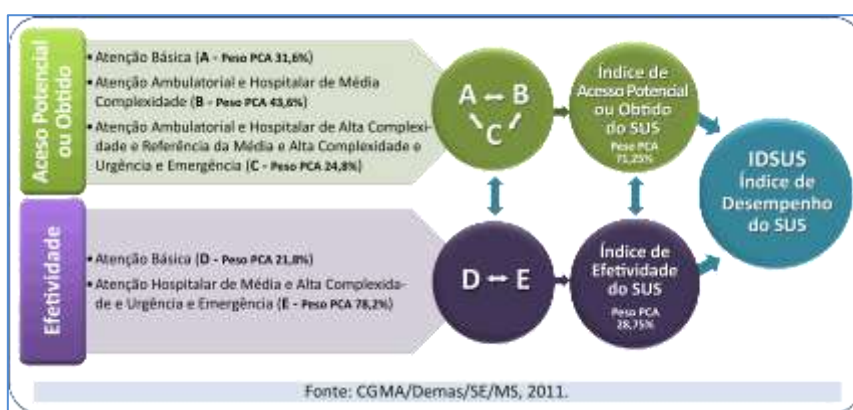 Aceso Potencial
ou Obtido
• Atenção Básica (A - Peso PCA 31,6%)
• Atenção Ambulatorial e Hospitalar de Média
Complexidade (B - Peso PCA 43,6%)
• Atenção Ambulatorial e Hospitalar de Alta Complexi-
dade e Referência da Média e Alta Complexidade e
Urgência e Emergência (C - Peso PCA 24,8%)
A ↔ B
C
Índice de
Acesso Potencial
ou Obtido
do SUS
Peso PCA
71,25%
IDSUS
Índice de
Desempenho
do SUS
Efetividade
• Atenção Básica (D - Peso PCA 21,8%)
• Atenção Hospitalar de Média e Alta Complexida-
de e Urgência e Emergência (E - Peso PCA 78,2%)
D ↔ E
Índice de
Efetividade
do SUS
Peso PCA
28,75%
Fonte: CGMA/Demas/SE/MS, 2011.